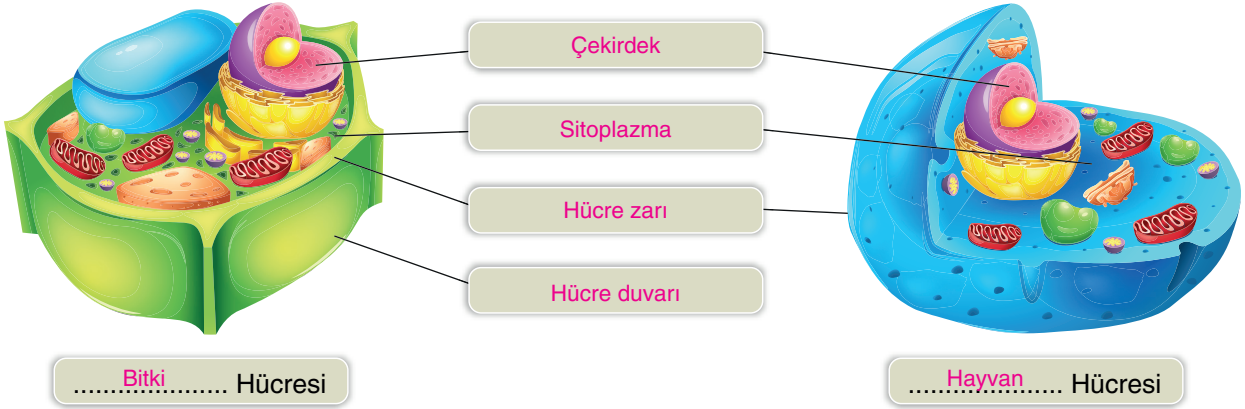 Çekirdek
Sitoplazma
Hücre zarı
Hücre duvarı
Bitki Hücresi
Hayvan Hücresi